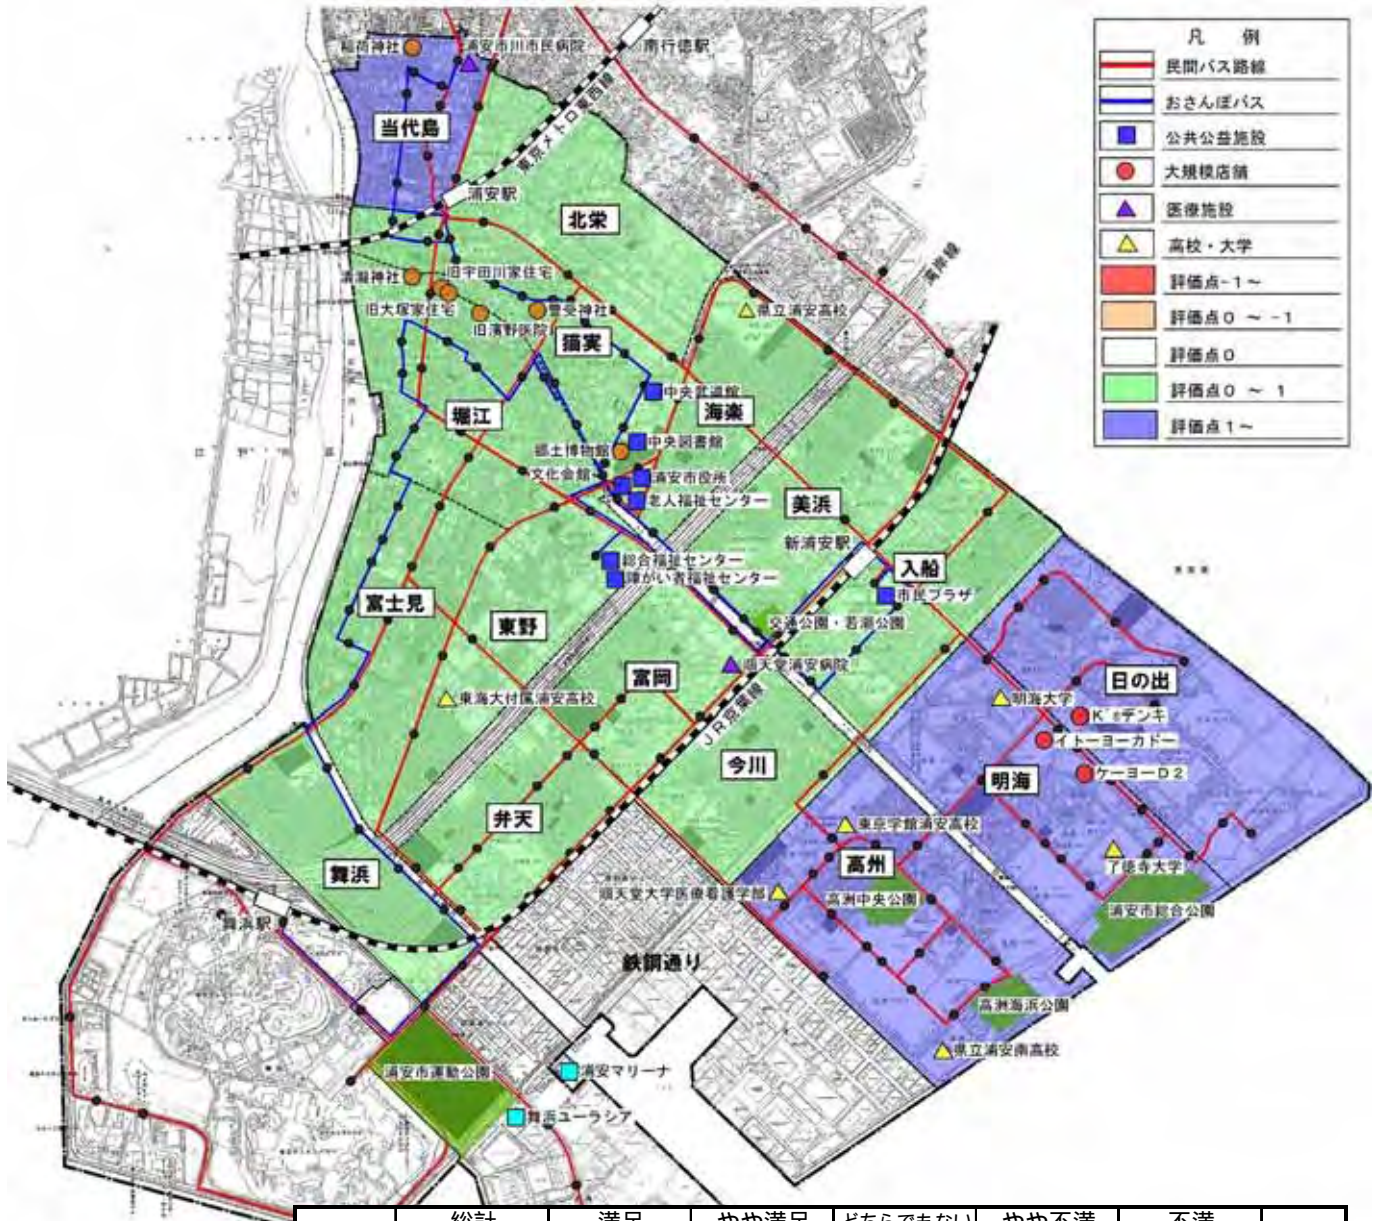 凡　例
民間バス路線
おさんぽバス
公共公益施設
大規模店舗
医療施設
高校・大学
評価点-1～
評価点0 ～ -1
評価点0
評価点0 ～ 1
評価点1～
稲荷神社
浦安市川市民病院
南行徳駅
当代島
東京メトロ東西線
浦安駅
北栄
清瀧神社
旧宇田川家住宅
旧大塚家住宅
豊受神社
旧濱野医院
猫実
県立浦安高校
湾岸線
中央武道館
海楽
堀江
中央図書館
郷土博物館
文化会館
浦安市役所
老人福祉センター
美浜
新浦安駅
総合福祉センター
障がい者福祉センター
入船
市民プラザ
富士見
東野
交通公園・若潮公園
順天堂浦安病院
富岡
日の出
東海大付属浦安高校
明海大学
K'sデンキ
イトーヨーカドー
JR京葉線
今川
明海
ケーヨーD2
弁天
東京学館浦安高校
高州
了徳寺大学
舞浜
順天堂大学医療看護学部
高洲中央公園
浦安市総合公園
舞浜駅
鉄鋼通り
高洲海浜公園
県立浦安南高校
浦安市運動公園
浦安マリーナ
舞浜ユーラシア
総計 満足 やや満足 どちらでもない やや不満 不満